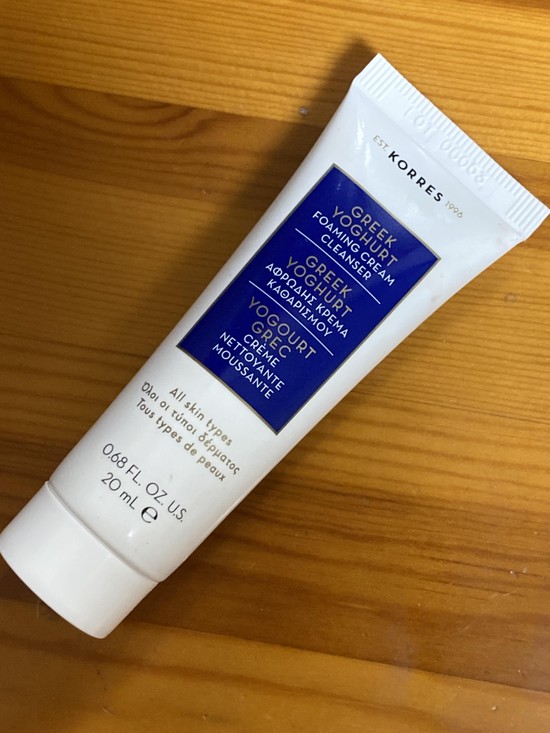 EST. KORRES 1996
GREEK
YOGHURT
FOAMING CREAM
CLEANSER
GREEK
YOGHURT
ΑΦΡΩΔΗΣ ΚΡΕΜΑ
ΚΑΘΑΡΙΣΜΟΥ
YOGOURT
GREC
CRÈME
NETTOYANTE
MOUSSANTE
All skin types
Όλοι οι τύποι δέρματος
Tous types de peaux
0.68 FL. OZ. U.S.
20 mL ℮